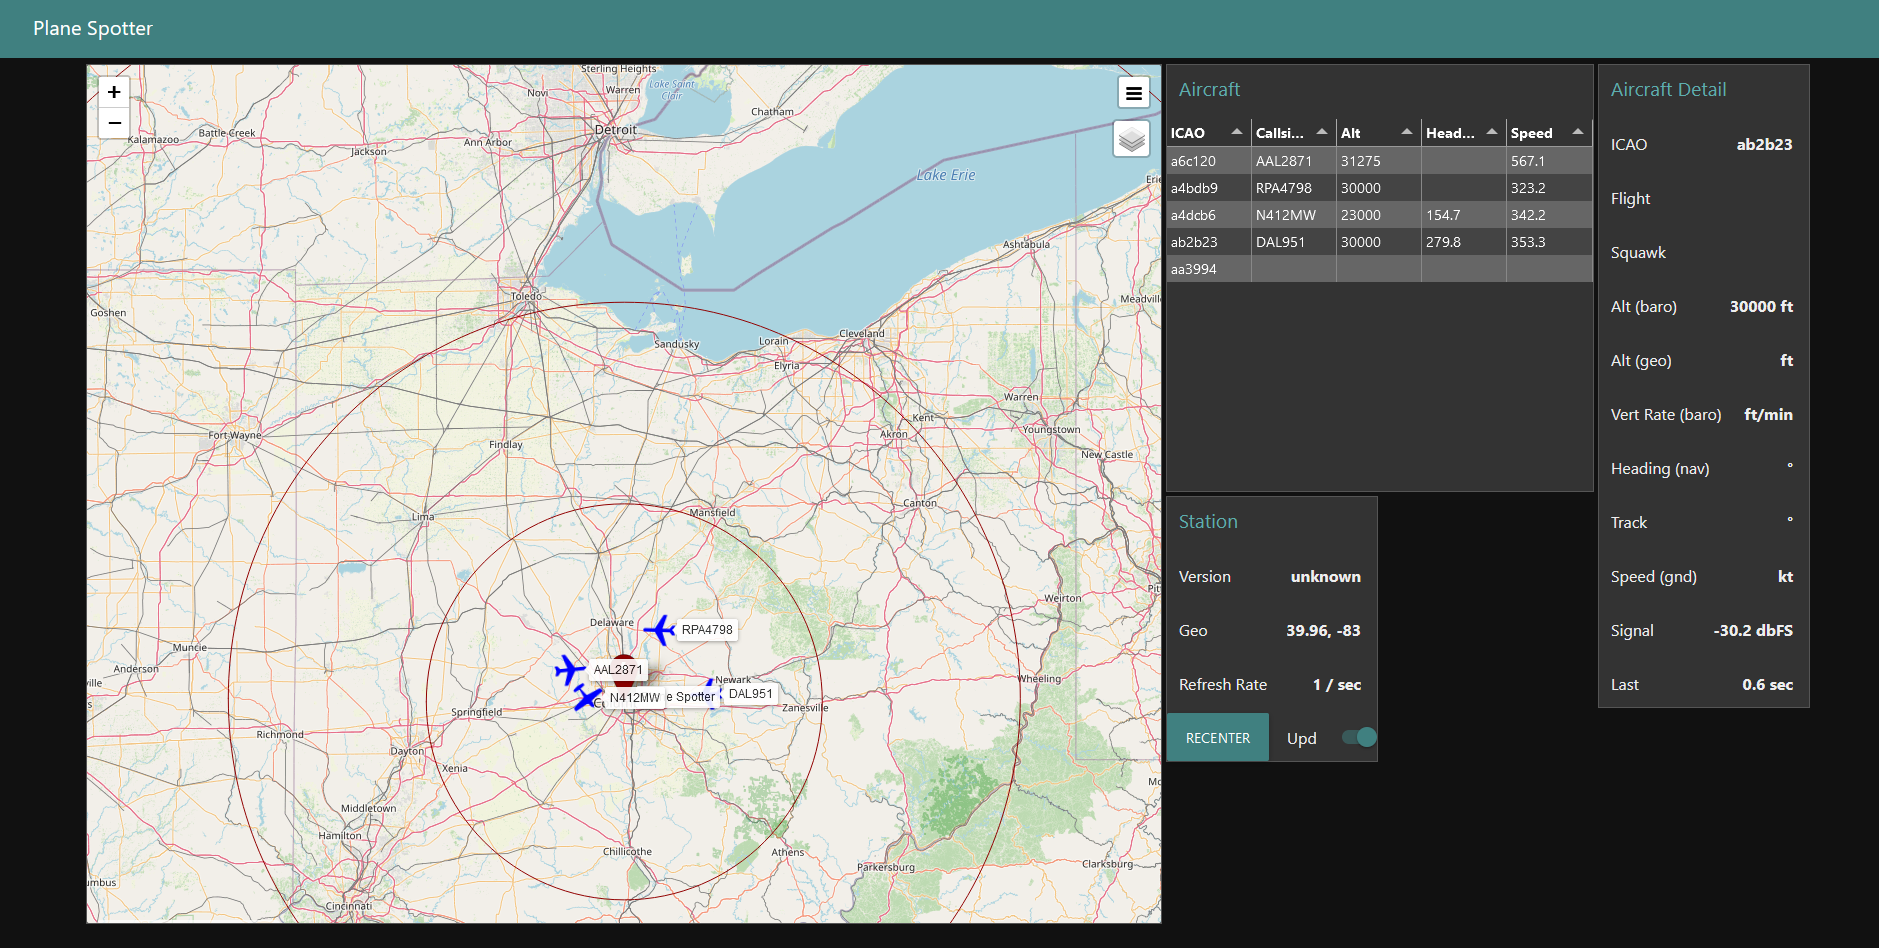 Plane Spotter
+
−
Sterling Heights
Novi
Warren
Lake Saint
Clair
Chatham
Detroit
Battle Creek
Kalamazoo
Jackson
Ann Arbor
Lake Erie
Erie
Ashtabula
Meadville
Toledo
Goshen
Cleveland
Lorain
Sandusky
Elyria
Warren
Kent
Youngstown
Akron
Fort Wayne
Findlay
New Castle
Canton
Lima
Mansfield
Weirton
Pit
Delaware
RPA4798
Muncie
Anderson
ville
AAL2871
Newark
Wheeling
N412MW
e Spotter
DAL951
Zanesville
Springfield
Richmond
Dayton
Xenia
Middletown
Hamilton
Chillicothe
Athens
Parkersburg
Clarksburg
umbus
Cincinnati
Aircraft
ICAO Callsi... Alt Head... Speed
a6c120 AAL2871 31275 567.1
a4bdb9 RPA4798 30000 323.2
a4dcb6 N412MW 23000 154.7 342.2
ab2b23 DAL951 30000 279.8 353.3
aa3994
Station
Version unknown
Geo 39.96, -83
Refresh Rate 1 / sec
RECENTER Upd
Aircraft Detail
ICAO ab2b23
Flight
Squawk
Alt (baro) 30000 ft
Alt (geo) ft
Vert Rate (baro) ft/min
Heading (nav) °
Track °
Speed (gnd) kt
Signal -30.2 dbFS
Last 0.6 sec